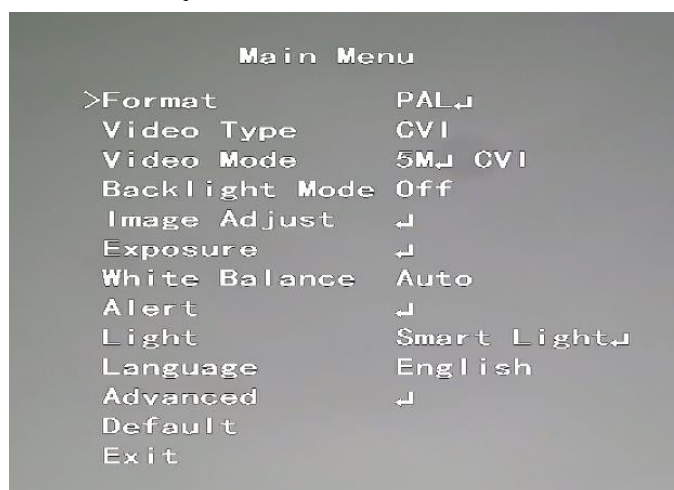 Main Menu
>Format PAL↵
Video Type CVI
Video Mode 5M↵ CVI
Backlight Mode Off
Image Adjust ↵
Exposure ↵
White Balance Auto
Alert ↵
Light Smart Light↵
Language English
Advanced ↵
Default
Exit